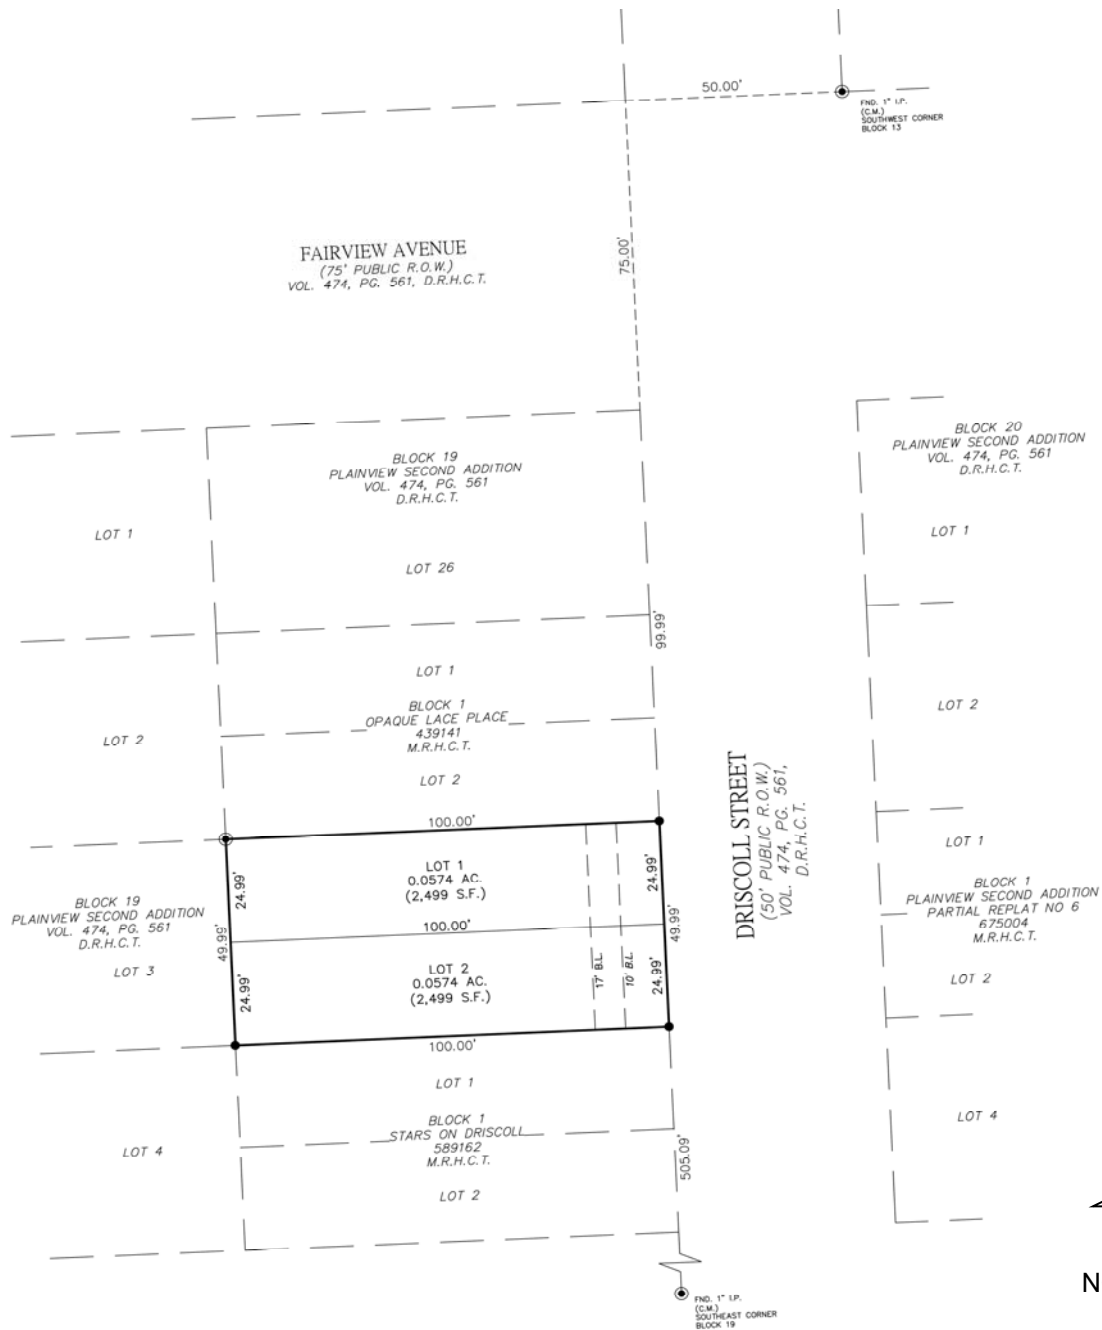 50.00'
FND. 1" I.P.
(C.M.)
SOUTHWEST CORNER
BLOCK 13
FAIRVIEW AVENUE
(75' PUBLIC R.O.W.)
VOL. 474, PG. 561, D.R.H.C.T.
75.00'
BLOCK 19
PLAINVIEW SECOND ADDITION
VOL. 474, PG. 561
D.R.H.C.T.
LOT 26
LOT 1
BLOCK 20
PLAINVIEW SECOND ADDITION
VOL. 474, PG. 561
D.R.H.C.T.
LOT 1
99.99'
LOT 1
BLOCK 1
OPAQUE LACE PLACE
439141
M.R.H.C.T.
LOT 2
LOT 2
LOT 2
DRISCOLL STREET
(50' PUBLIC R.O.W.)
VOL. 474, PG. 561,
D.R.H.C.T.
100.00'
LOT 1
0.0574 AC.
(2,499 S.F.)
24.99'
24.99'
100.00'
BLOCK 19
PLAINVIEW SECOND ADDITION
VOL. 474, PG. 561
D.R.H.C.T.
LOT 3
49.99'
49.99'
LOT 2
0.0574 AC.
(2,499 S.F.)
24.99'
24.99'
17' B.L.
10' B.L.
100.00'
LOT 1
BLOCK 1
PLAINVIEW SECOND ADDITION
PARTIAL REPLAT NO 6
675004
M.R.H.C.T.
LOT 2
LOT 1
BLOCK 1
STARS ON DRISCOLL
589162
M.R.H.C.T.
LOT 2
LOT 4
LOT 4
505.09'
N
FND. 1" I.P.
(C.M.)
SOUTHEAST CORNER
BLOCK 19